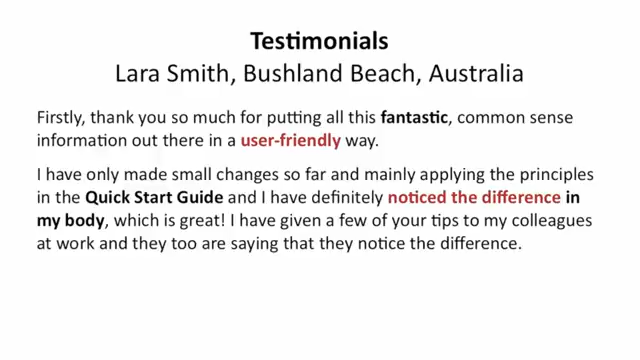 Testimonials
Lara Smith, Bushland Beach, Australia
Firstly, thank you so much for putting all this fantastic, common sense
information out there in a user-friendly way.
I have only made small changes so far and mainly applying the principles
in the Quick Start Guide and I have definitely noticed the difference in
my body, which is great! I have given a few of your tips to my colleagues
at work and they too are saying that they notice the difference.